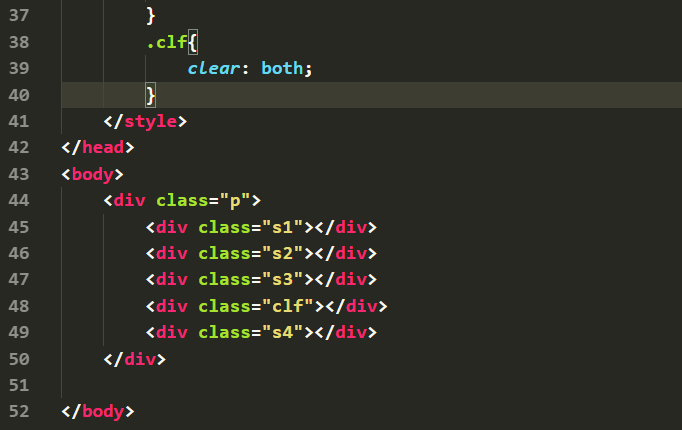 37 }
38 .clf{
39 clear: both;
40 }
41 </style>
42 </head>
43 <body>
44 <div class="p">
45 <div class="s1"></div>
46 <div class="s2"></div>
47 <div class="s3"></div>
48 <div class="clf"></div>
49 <div class="s4"></div>
50 </div>
51
52 </body>